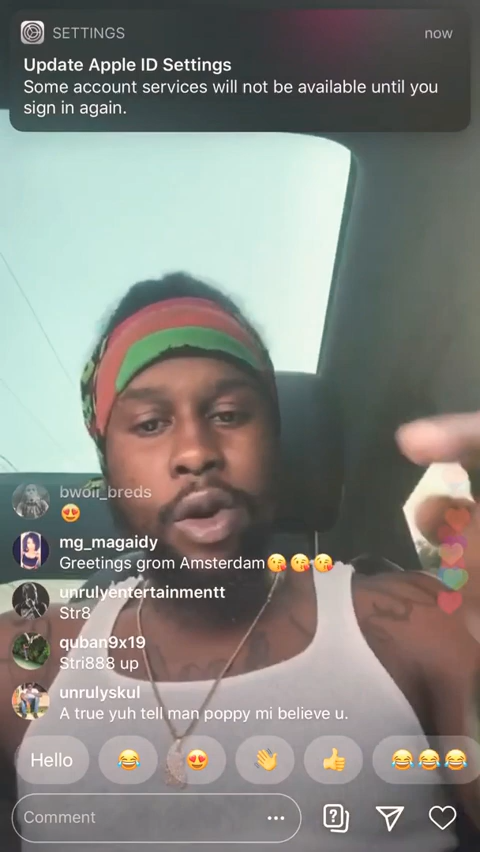 SETTINGS
now
Update Apple ID Settings
Some account services will not be available until you
sign in again.
bwoii_breds
😍
mg_magaidy
Greetings grom Amsterdam😘😘😘
unrulyentertainmentt
Str8
quban9x19
Stri888 up
unrulyskul
A true yuh tell man poppy mi believe u.
Hello 😂 😍 👋 👍 😂😂😂
Comment